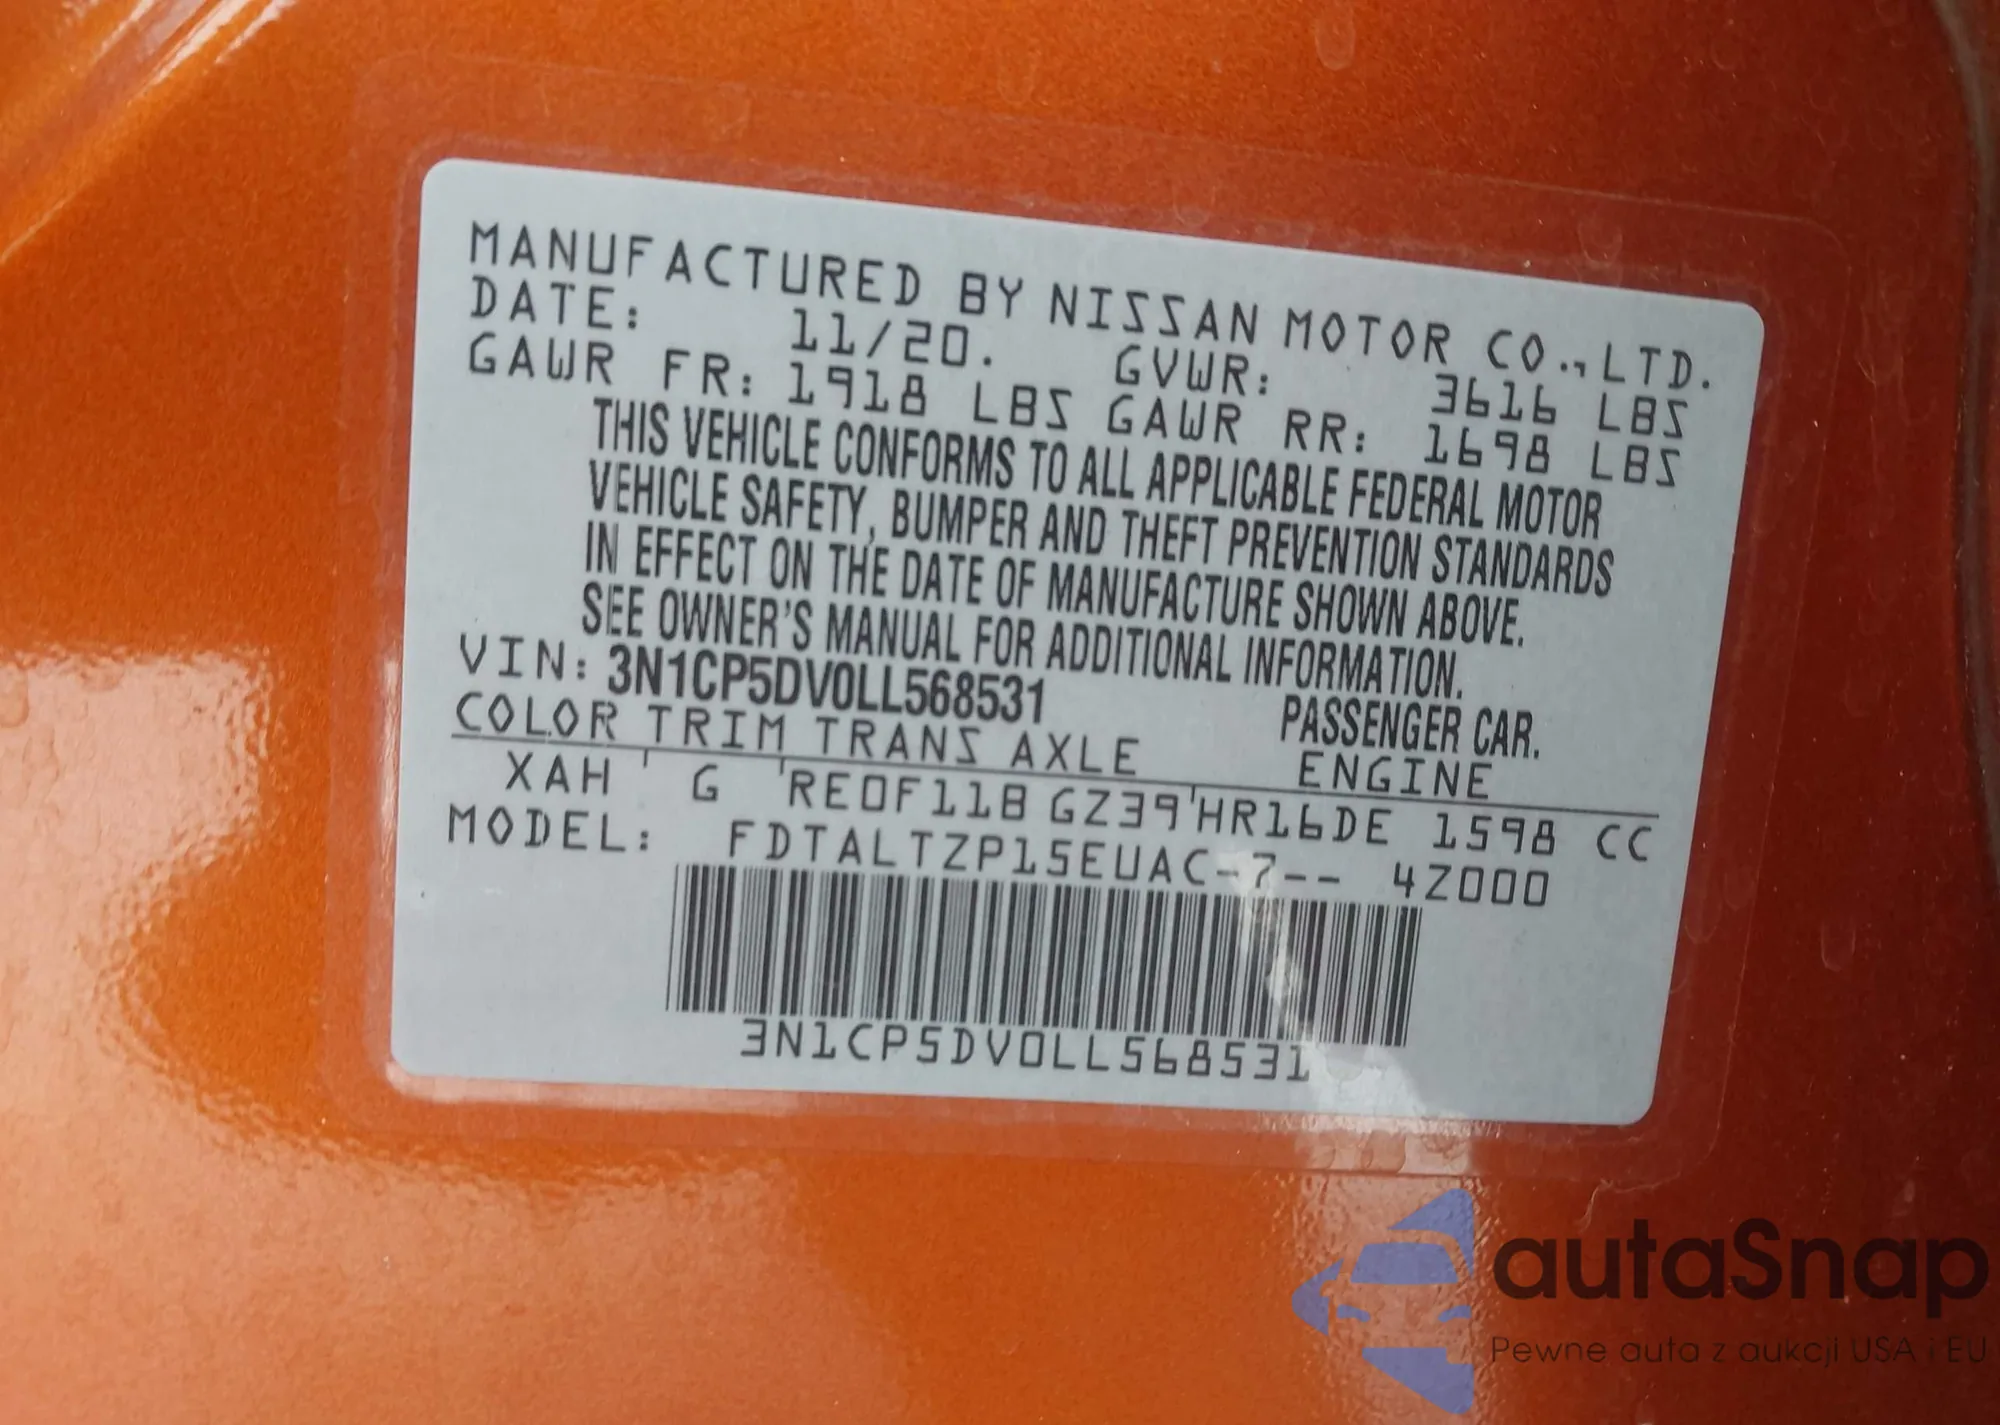 MANUFACTURED BY NISSAN MOTOR CO.,LTD.
DATE: 11/20. GVWR: 3616 LBS
GAWR FR: 1918 LBS GAWR RR: 1698 LBS
THIS VEHICLE CONFORMS TO ALL APPLICABLE FEDERAL MOTOR
VEHICLE SAFETY, BUMPER AND THEFT PREVENTION STANDARDS
IN EFFECT ON THE DATE OF MANUFACTURE SHOWN ABOVE.
SEE OWNER'S MANUAL FOR ADDITIONAL INFORMATION.
VIN: 3N1CP5DV0LL568531 PASSENGER CAR.
COLOR TRIM TRANS AXLE ENGINE
XAH G RE0F11B GZ39 HR16DE 1598 CC
MODEL: FDTALTZP15EUAC-7-- 4Z000
3N1CP5DV0LL568531
autaSnap
Pewne auta z aukcji USA i EU